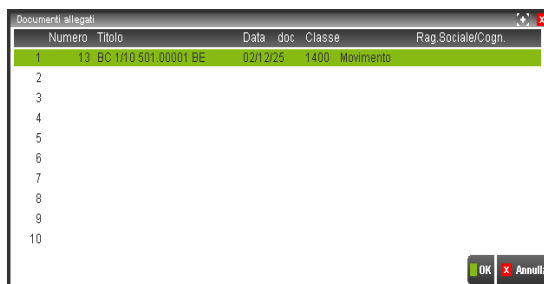 Documenti allegati
Numero Titolo Data doc Classe Rag.Sociale/Cogn.
1 13 BC 1/10 501.00001 BE 02/12/25 1400 Movimento
2
3
4
5
6
7
8
9
10
OK X Annulla